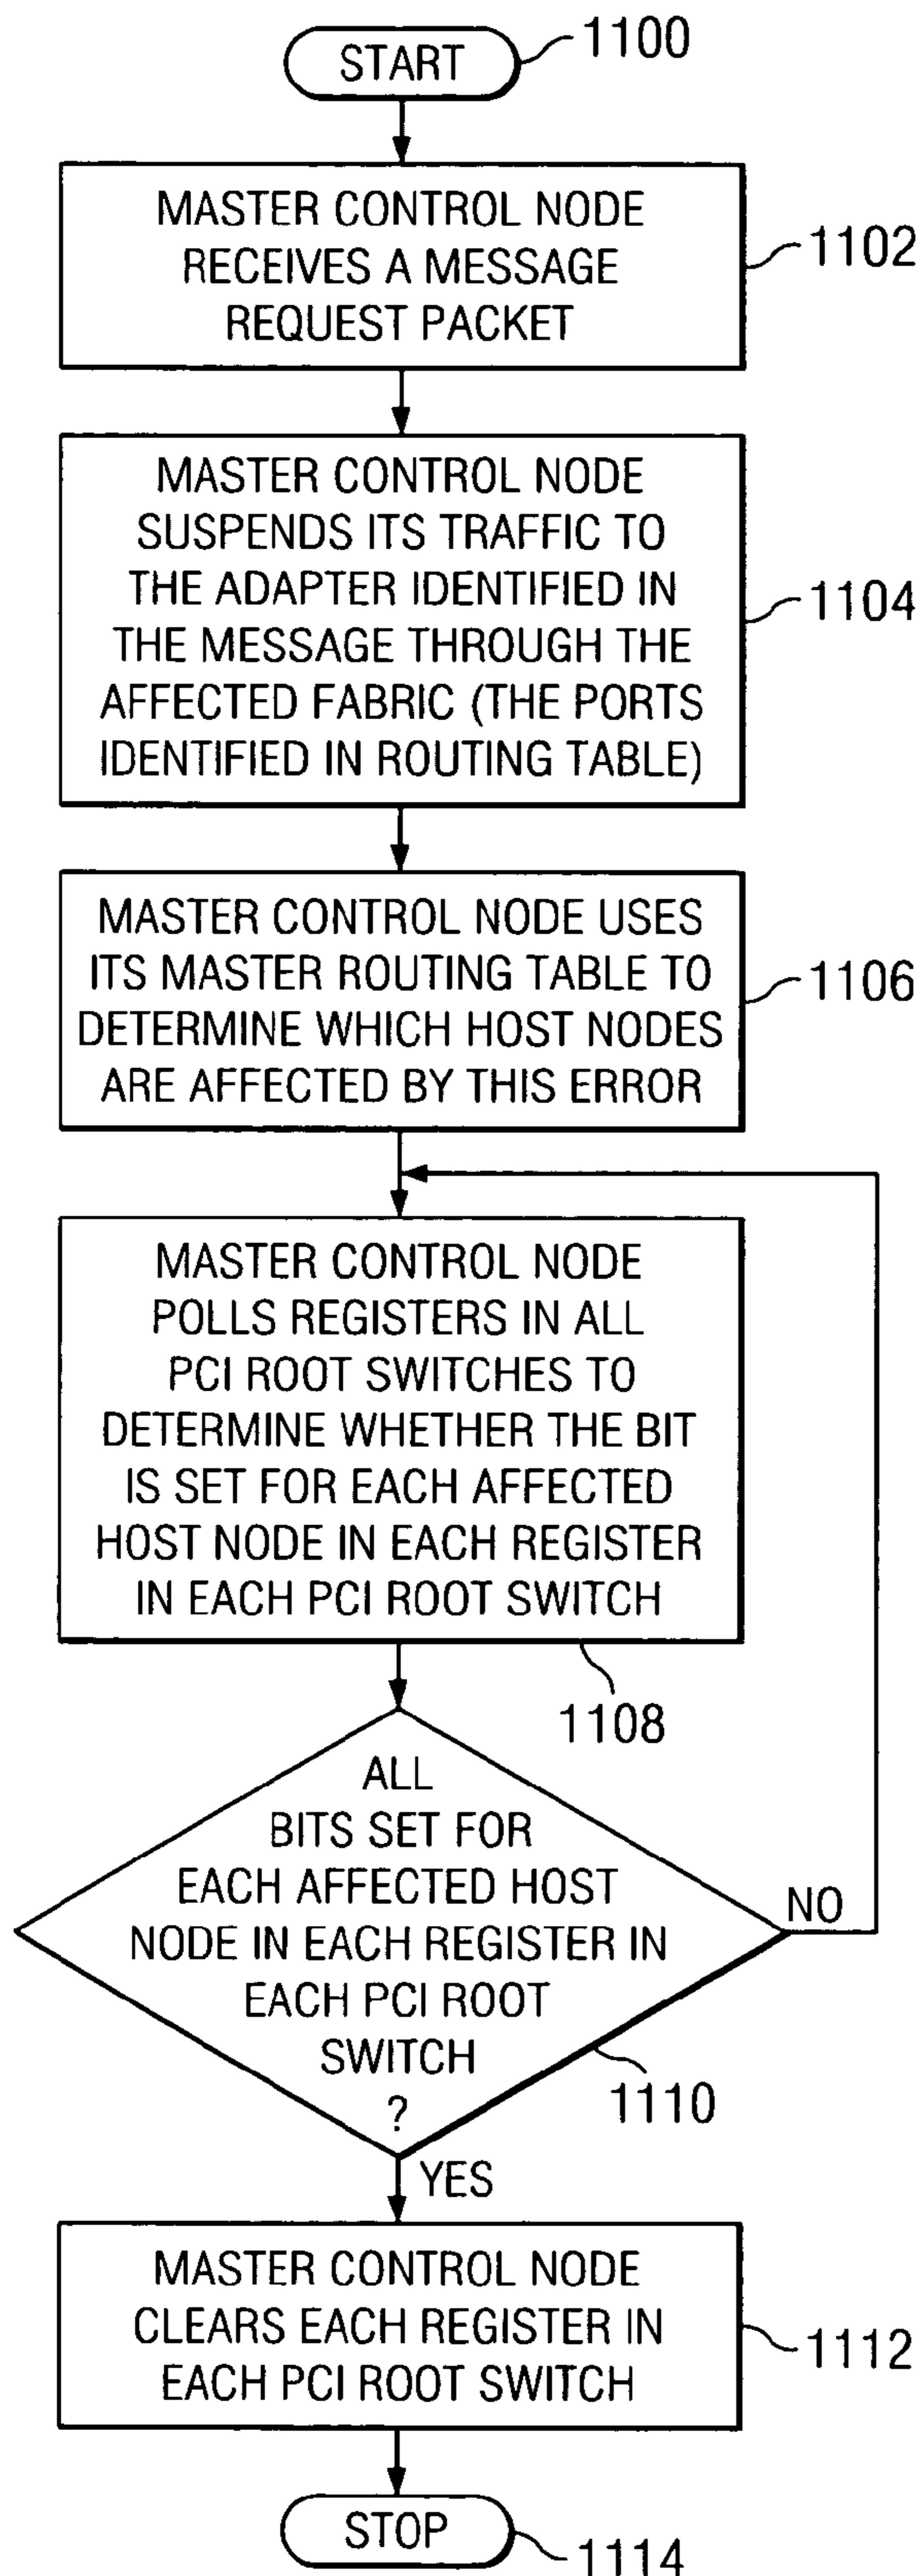 START
1100
MASTER CONTROL NODE
RECEIVES A MESSAGE
REQUEST PACKET
1102
MASTER CONTROL NODE
SUSPENDS ITS TRAFFIC TO
THE ADAPTER IDENTIFIED IN
THE MESSAGE THROUGH THE
AFFECTED FABRIC (THE PORTS
IDENTIFIED IN ROUTING TABLE)
1104
MASTER CONTROL NODE USES
ITS MASTER ROUTING TABLE TO
DETERMINE WHICH HOST NODES
ARE AFFECTED BY THIS ERROR
1106
MASTER CONTROL NODE
POLLS REGISTERS IN ALL
PCI ROOT SWITCHES TO
DETERMINE WHETHER THE BIT
IS SET FOR EACH AFFECTED
HOST NODE IN EACH REGISTER
IN EACH PCI ROOT SWITCH
1108
ALL
BITS SET FOR
EACH AFFECTED HOST
NODE IN EACH REGISTER IN
EACH PCI ROOT
SWITCH
?
NO
1110
YES
MASTER CONTROL NODE
CLEARS EACH REGISTER IN
EACH PCI ROOT SWITCH
1112
STOP
1114